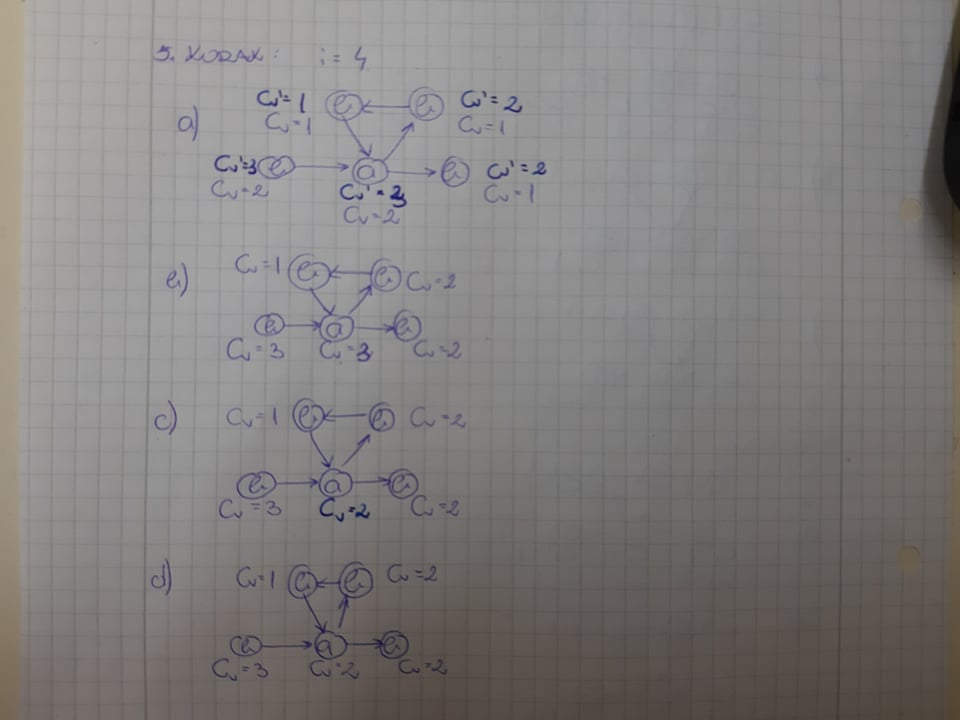 5. KORAK: i = 4
a)
Cv' = 1
Cv = 1
Cv' = 2
Cv = 1
Cv' = 3
Cv = 2
a
Cv = 2
Cv' = 2
Cv = 1
Cv = 1
Cv = 2
Cv = 3
a
Cv = 3
Cv = 2
c)
Cv = 1
Cv = 2
Cv = 3
a
Cv = 2
Cv = 2
d)
Cv = 1
Cv = 2
Cv = 3
a
Cv = 2
Cv = 2